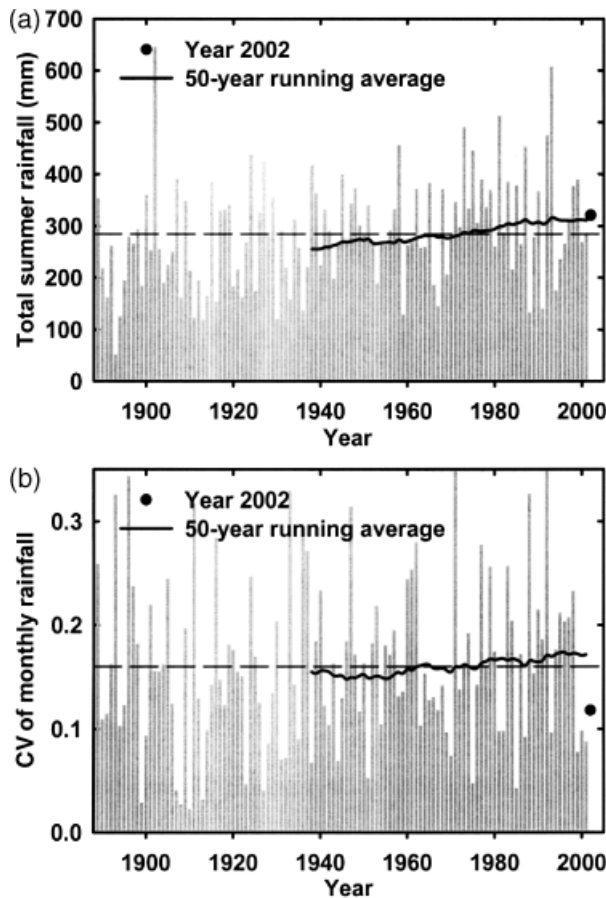 (a)
700
600
500
400
300
200
100
0
Total summer rainfall (mm)
Year 2002
50-year running average
1900 1920 1940 1960 1980 2000
Year
(b)
0.3
0.2
0.1
0.0
CV of monthly rainfall
Year 2002
50-year running average
1900 1920 1940 1960 1980 2000
Year